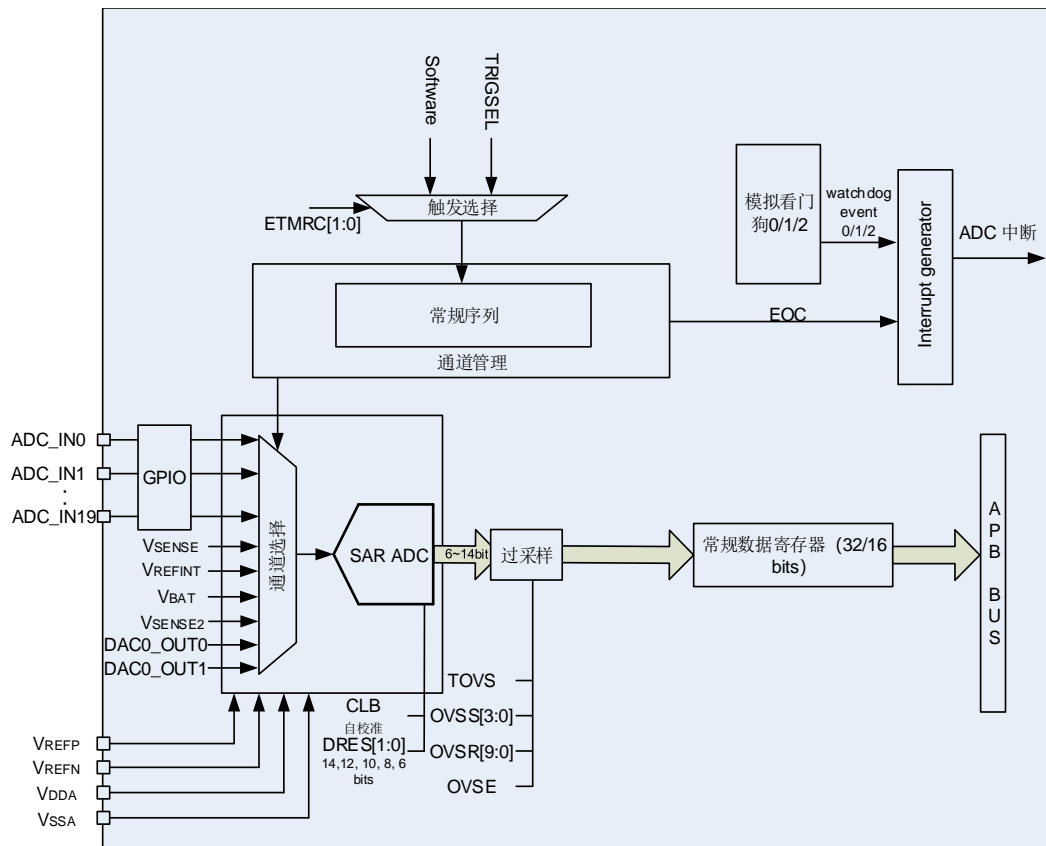 Software
TRIGSEL
触发选择
ETMRC[1:0]
模拟看门
狗0/1/2
watchdog
event
0/1/2
Interrupt generator
ADC 中断
常规序列
通道管理
EOC
ADC_IN0
ADC_IN1
ADC_IN19
GPIO
VSENSE
VREFINT
VBAT
VSENSE2
DAC0_OUT0
DAC0_OUT1
通道选择
SAR ADC
6~14bit
过采样
常规数据寄存器 (32/16
bits)
APB BUS
CLB
自校准
DRES[1:0]
14,12, 10, 8, 6
bits
TOVS
OVSS[3:0]
OVSR[9:0]
OVSE
VREFP
VREFN
VDDA
VSSA